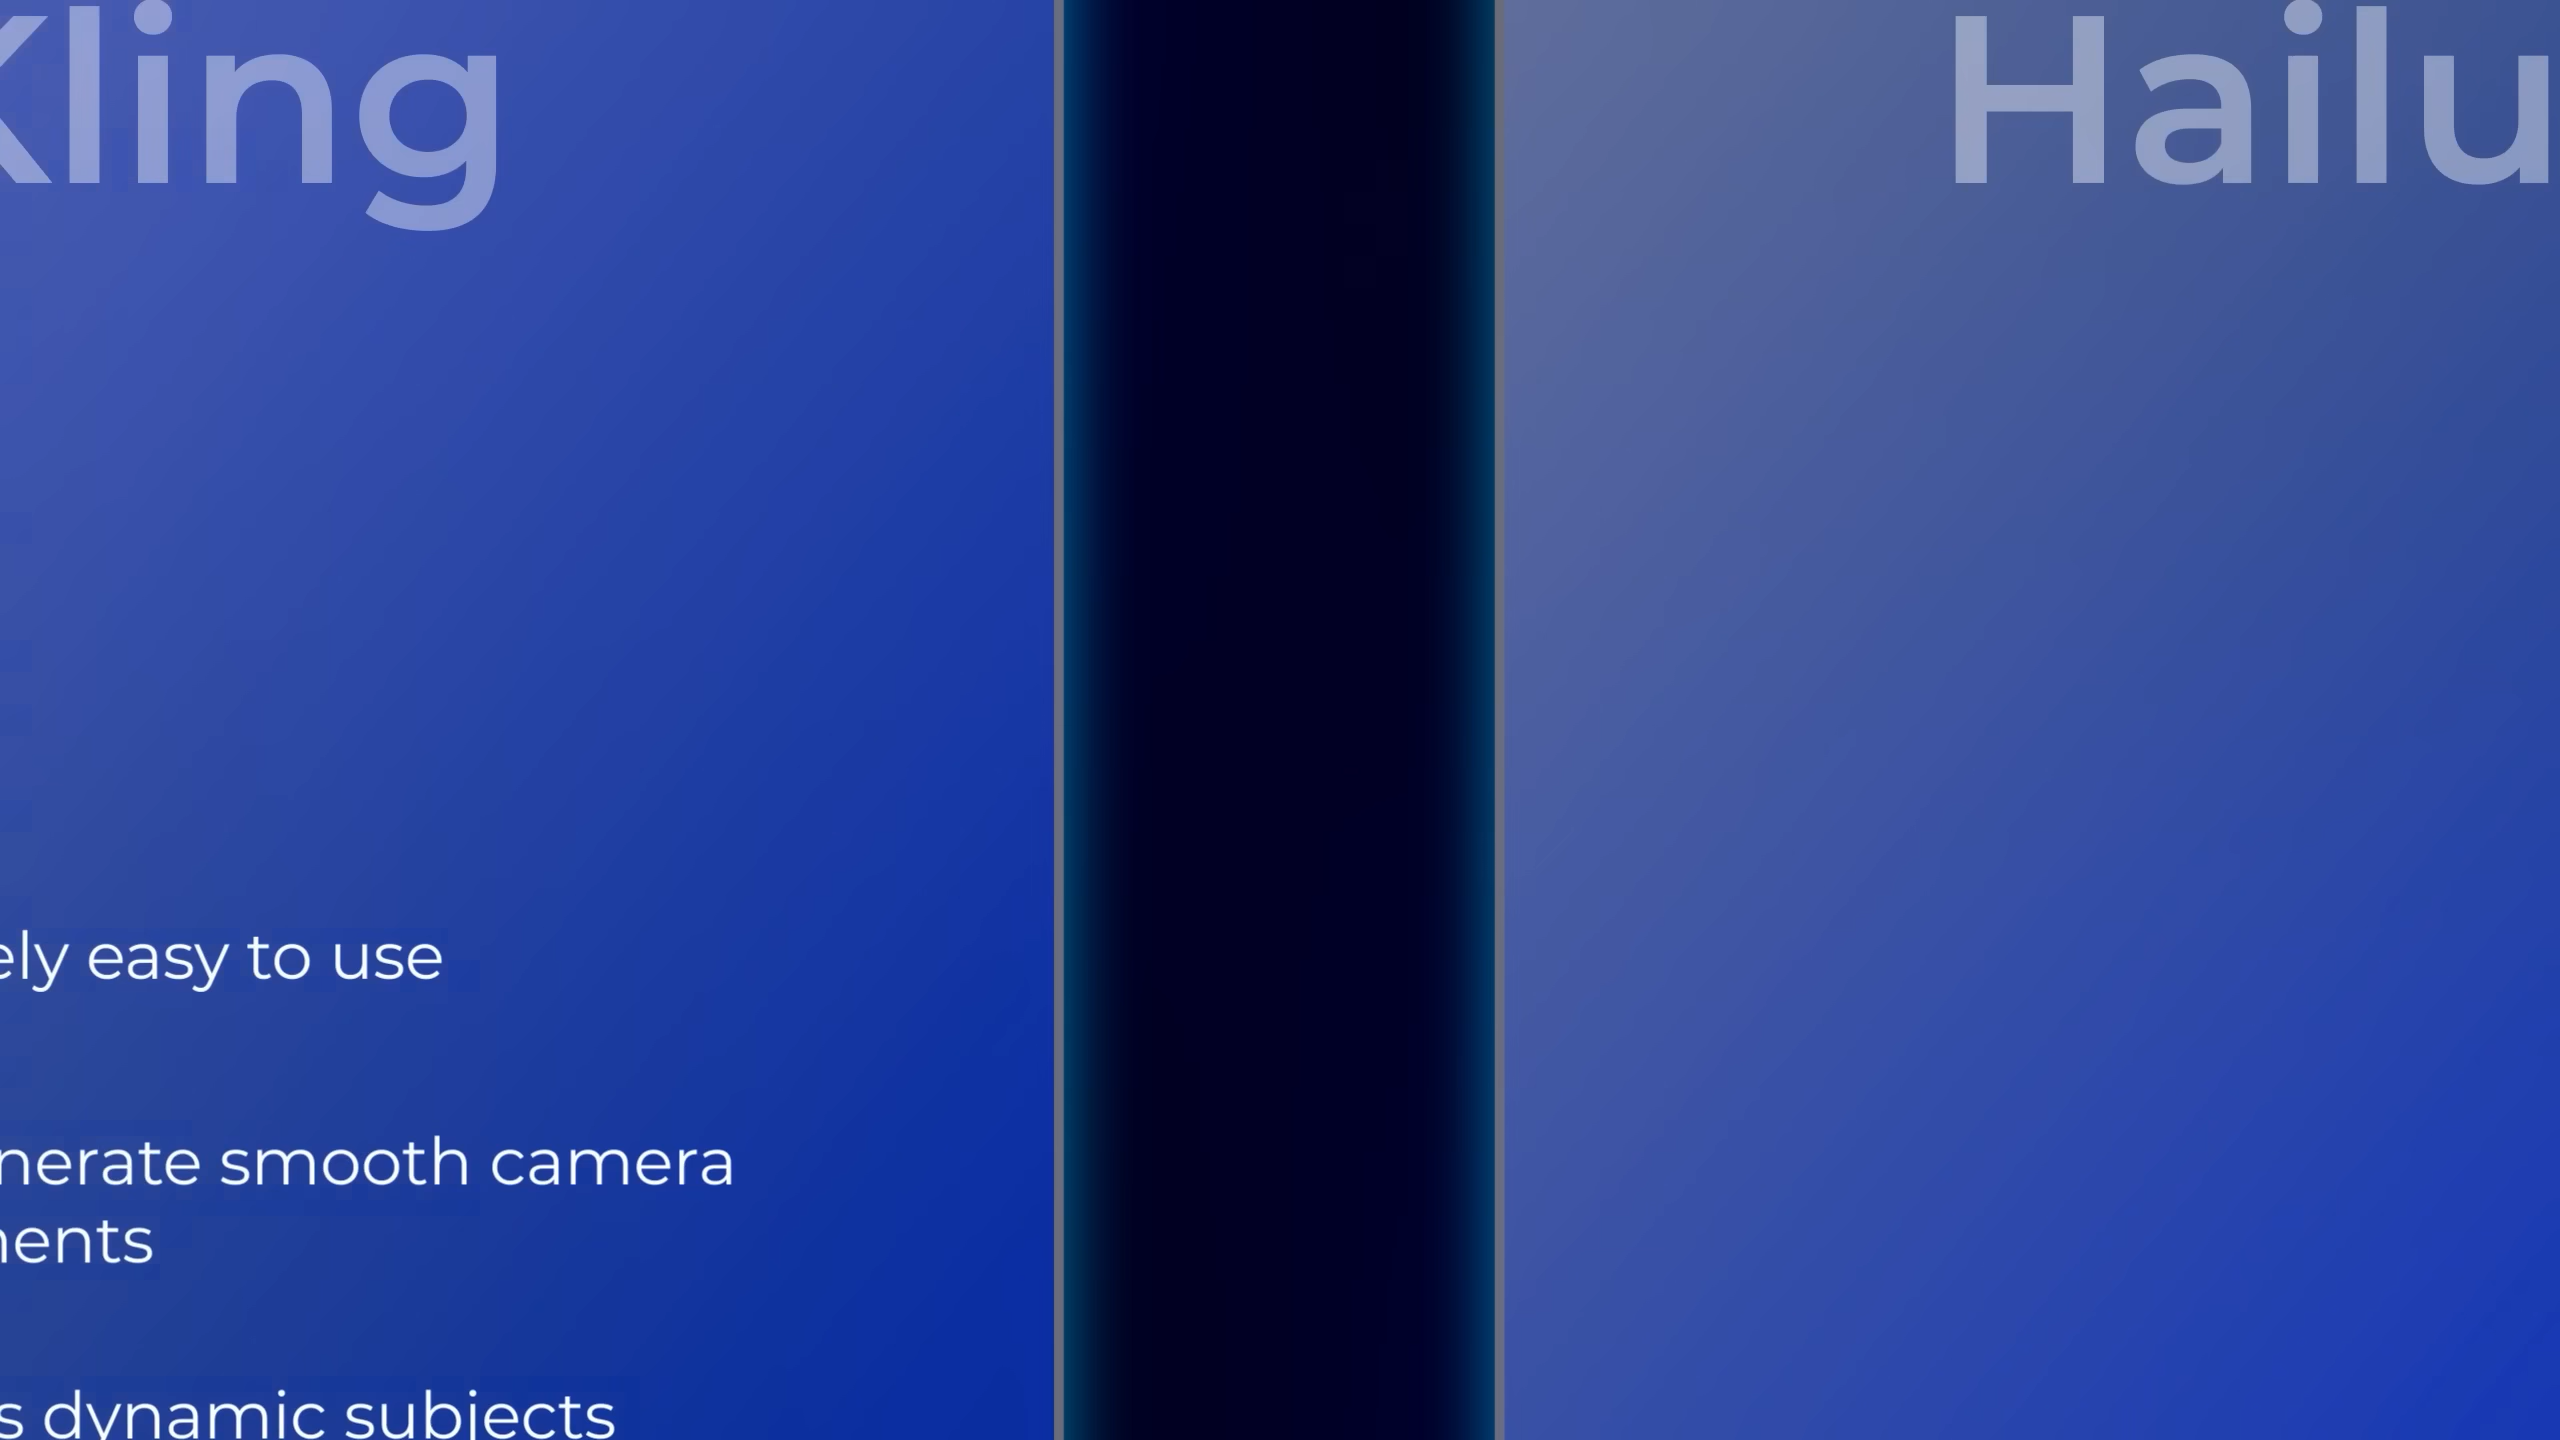 Kling
Hailu
ely easy to use
nerate smooth camera
nents
s dynamic subjects